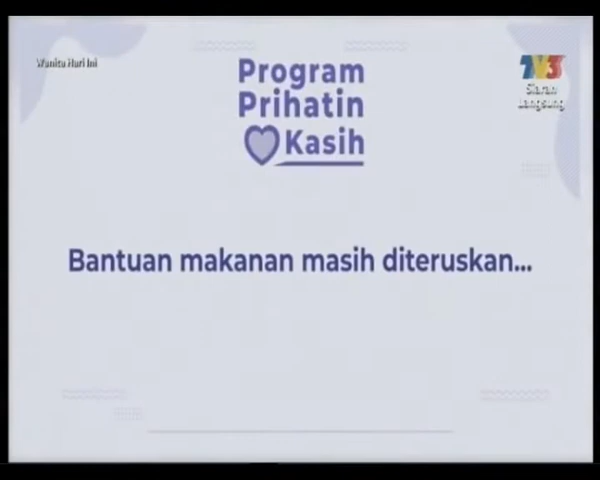 Wanita Hari Ini
Program
Prihatin
Kasih
TV3
Siaran
Langsung
Bantuan makanan masih diteruskan...